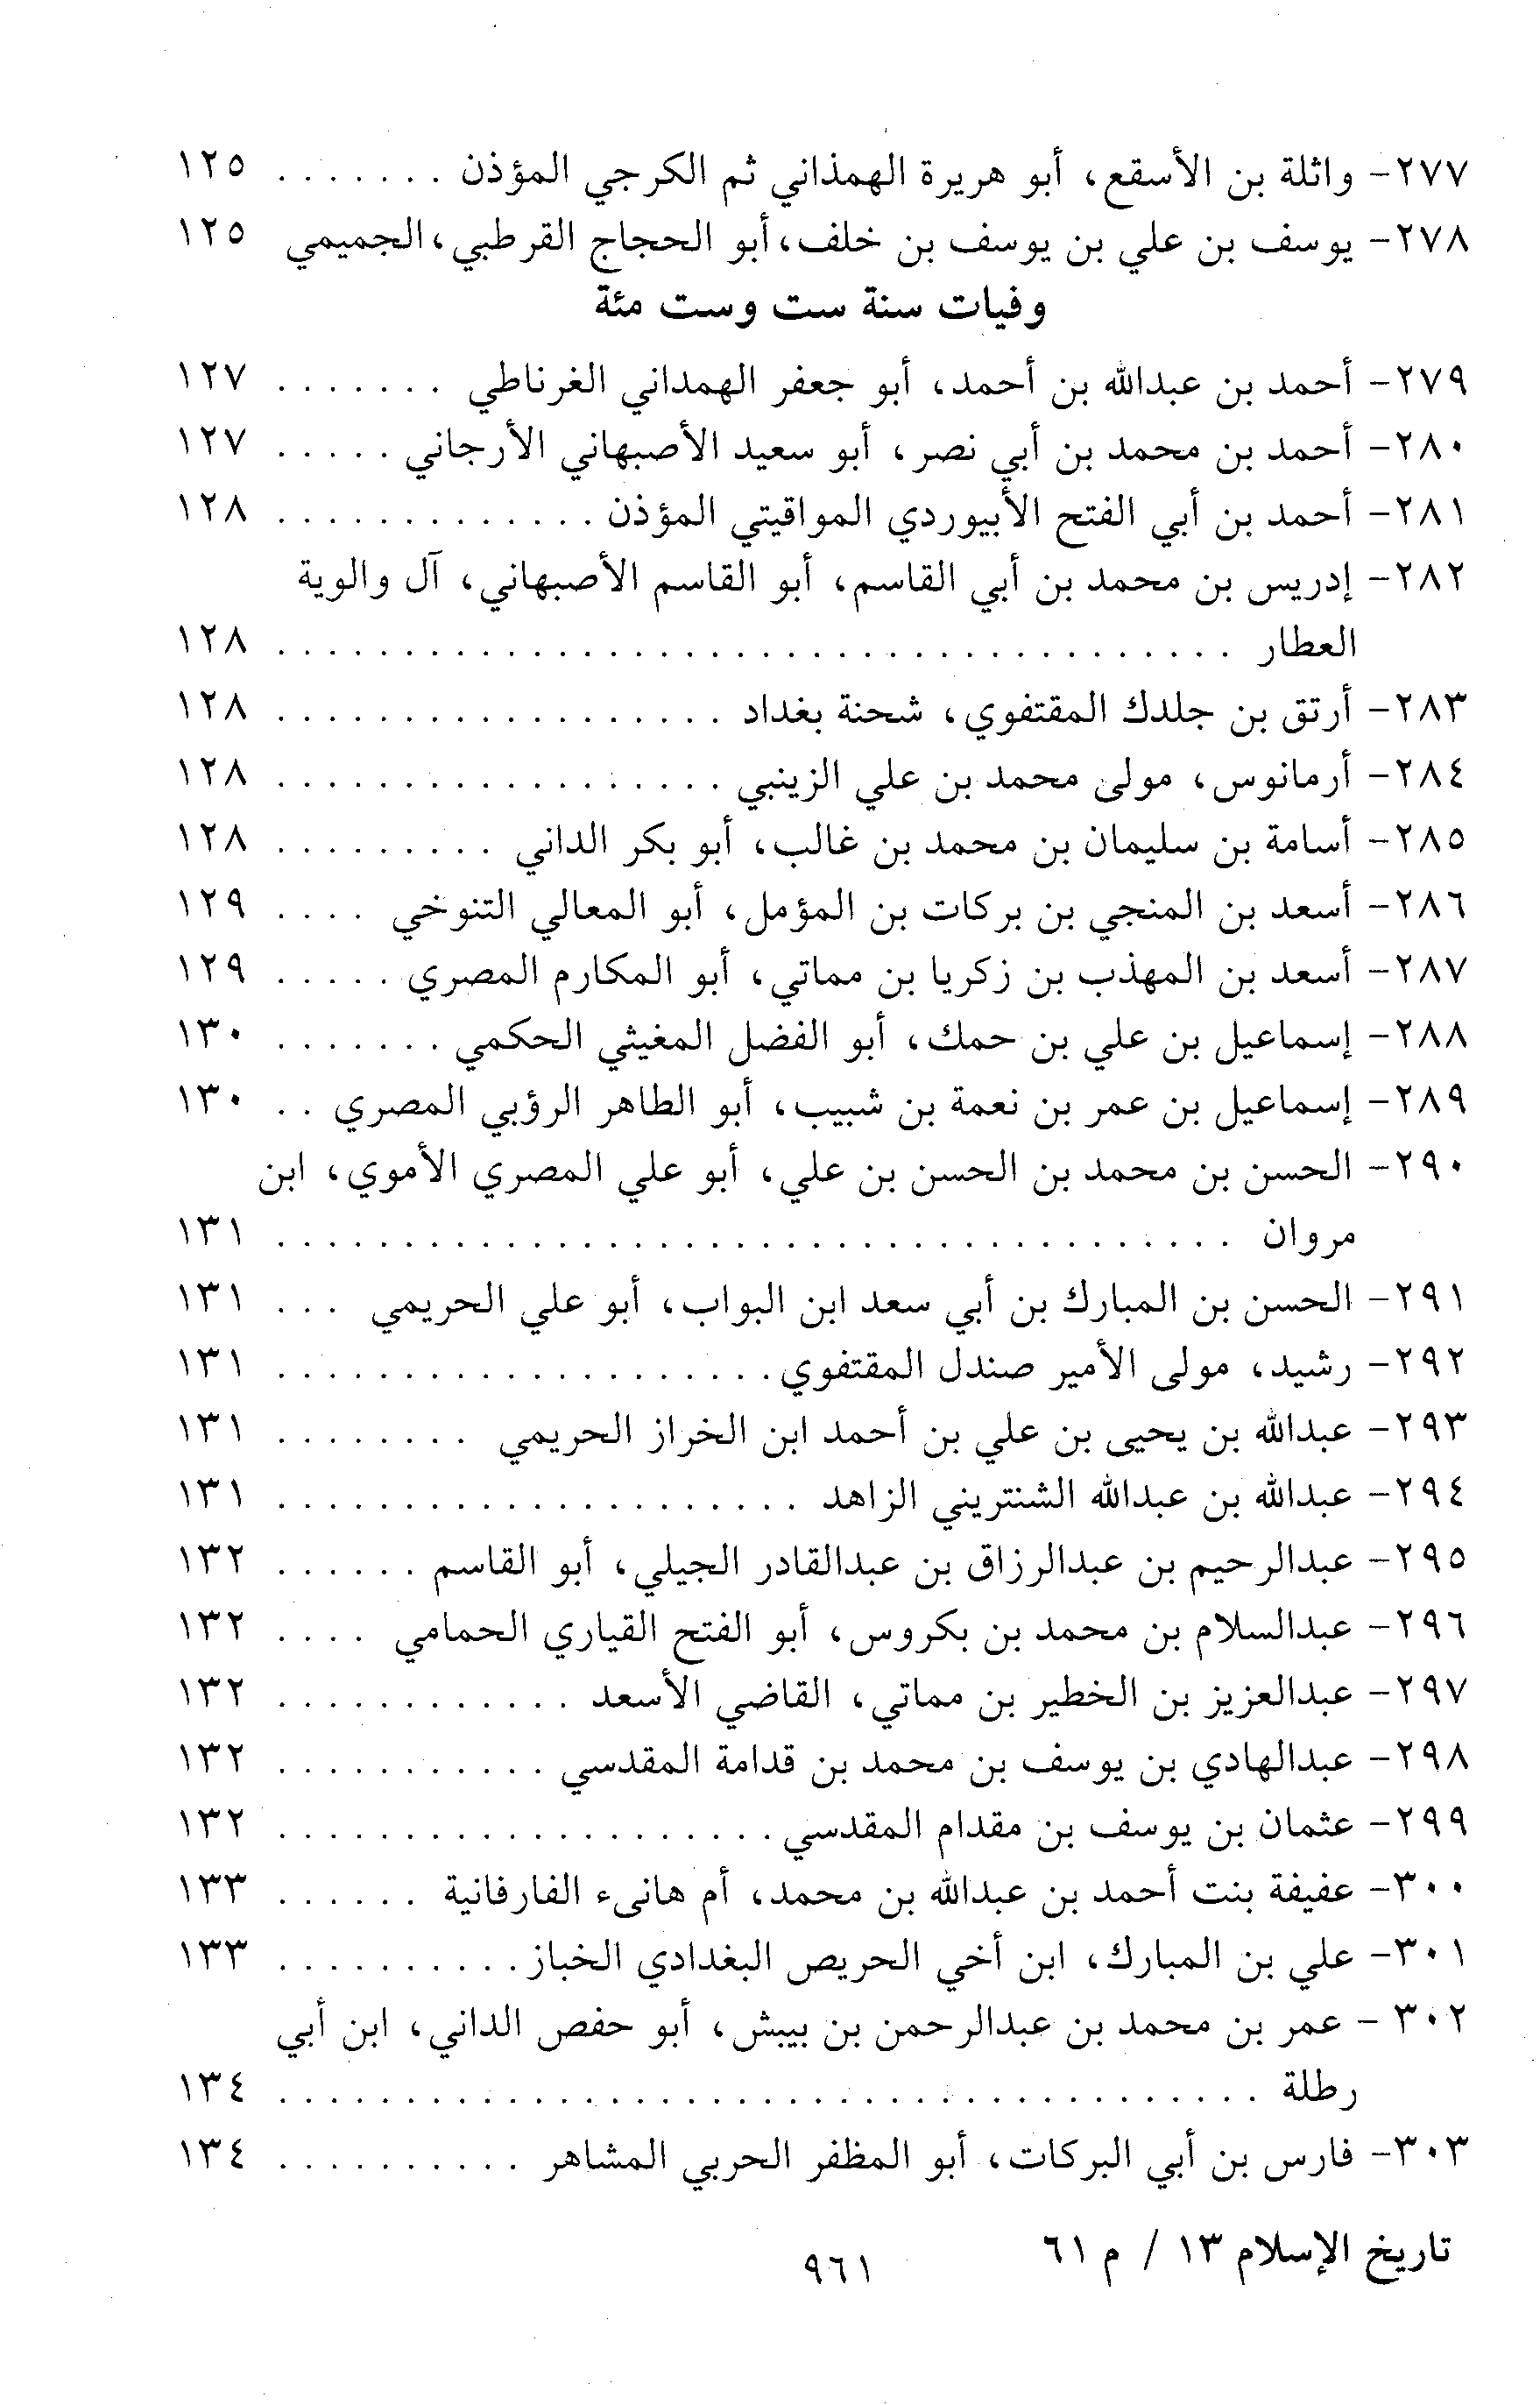 ٢٧٧- واثلة بن الأسقع، أبو هريرة الهمذاني ثم الكرجي المؤذن . . . . . . . ١٢٥
٢٧٨- يوسف بن علي بن يوسف بن خلف، أبو الحجاج القرطبي، الجميمي ١٢٥
وفيات سنة ست وست مئة
٢٧٩- أحمد بن عبدالله بن أحمد، أبو جعفر الهمداني الغرناطي . . . . . . . ١٢٧
٢٨٠- أحمد بن محمد بن أبي نصر، أبو سعيد الأصبهاني الأرجاني . . . . . ١٢٧
٢٨١- أحمد بن أبي الفتح الأبيوردي المواقيتي المؤذن . . . . . . . . . . . . . ١٢٨
٢٨٢- إدريس بن محمد بن أبي القاسم، أبو القاسم الأصبهاني، آل والوية
العطار . . . . . . . . . . . . . . . . . . . . . . . . . . . . . . . . . . . . . . ١٢٨
٢٨٣- أرتق بن جلدك المقتفوي، شحنة بغداد . . . . . . . . . . . . . . . . . . ١٢٨
٢٨٤- أرمانوس، مولى محمد بن علي الزينبي . . . . . . . . . . . . . . . . . . ١٢٨
٢٨٥- أسامة بن سليمان بن محمد بن غالب، أبو بكر الداني . . . . . . . . . ١٢٨
٢٨٦- أسعد بن المنجي بن بركات بن المؤمل، أبو المعالي التنوخي . . . . ١٢٩
٢٨٧- أسعد بن المهذب بن زكريا بن مماتي، أبو المكارم المصري . . . . . ١٢٩
٢٨٨- إسماعيل بن علي بن حمك، أبو الفضل المغيثي الحكمي . . . . . . . ١٣٠
٢٨٩- إسماعيل بن عمر بن نعمة بن شبيب، أبو الطاهر الرؤبي المصري . . ١٣٠
٢٩٠- الحسن بن محمد بن الحسن بن علي، أبو علي المصري الأموي، ابن
مروان . . . . . . . . . . . . . . . . . . . . . . . . . . . . . . . . . . . . . . ١٣١
٢٩١- الحسن بن المبارك بن أبي سعد ابن البواب، أبو علي الحريمي . . . ١٣١
٢٩٢- رشيد، مولى الأمير صندل المقتفوي . . . . . . . . . . . . . . . . . . . . ١٣١
٢٩٣- عبدالله بن يحيى بن علي بن أحمد ابن الخراز الحريمي . . . . . . . . ١٣١
٢٩٤- عبدالله بن عبدالله الشنتريني الزاهد . . . . . . . . . . . . . . . . . . . . . ١٣١
٢٩٥- عبدالرحيم بن عبدالرزاق بن عبدالقادر الجيلي، أبو القاسم . . . . . . ١٣٢
٢٩٦- عبدالسلام بن محمد بن بكروس، أبو الفتح القياري الحمامي . . . . ١٣٢
٢٩٧- عبدالعزيز بن الخطير بن مماتي، القاضي الأسعد . . . . . . . . . . . . ١٣٢
٢٩٨- عبدالهادي بن يوسف بن محمد بن قدامة المقدسي . . . . . . . . . . . ١٣٢
٢٩٩- عثمان بن يوسف بن مقدام المقدسي . . . . . . . . . . . . . . . . . . . . ١٣٢
٣٠٠- عفيفة بنت أحمد بن عبدالله بن محمد، أم هانىء الفارفانية . . . . . . ١٣٣
٣٠١- علي بن المبارك، ابن أخي الحريص البغدادي الخباز . . . . . . . . . . ١٣٣
٣٠٢ - عمر بن محمد بن عبدالرحمن بن بيبش، أبو حفص الداني، ابن أبي
رطلة . . . . . . . . . . . . . . . . . . . . . . . . . . . . . . . . . . . . . . . ١٣٤
٣٠٣- فارس بن أبي البركات، أبو المظفر الحربي المشاهر . . . . . . . . . . ١٣٤
تاريخ الإسلام ١٣ / م ٦١
٩٦١